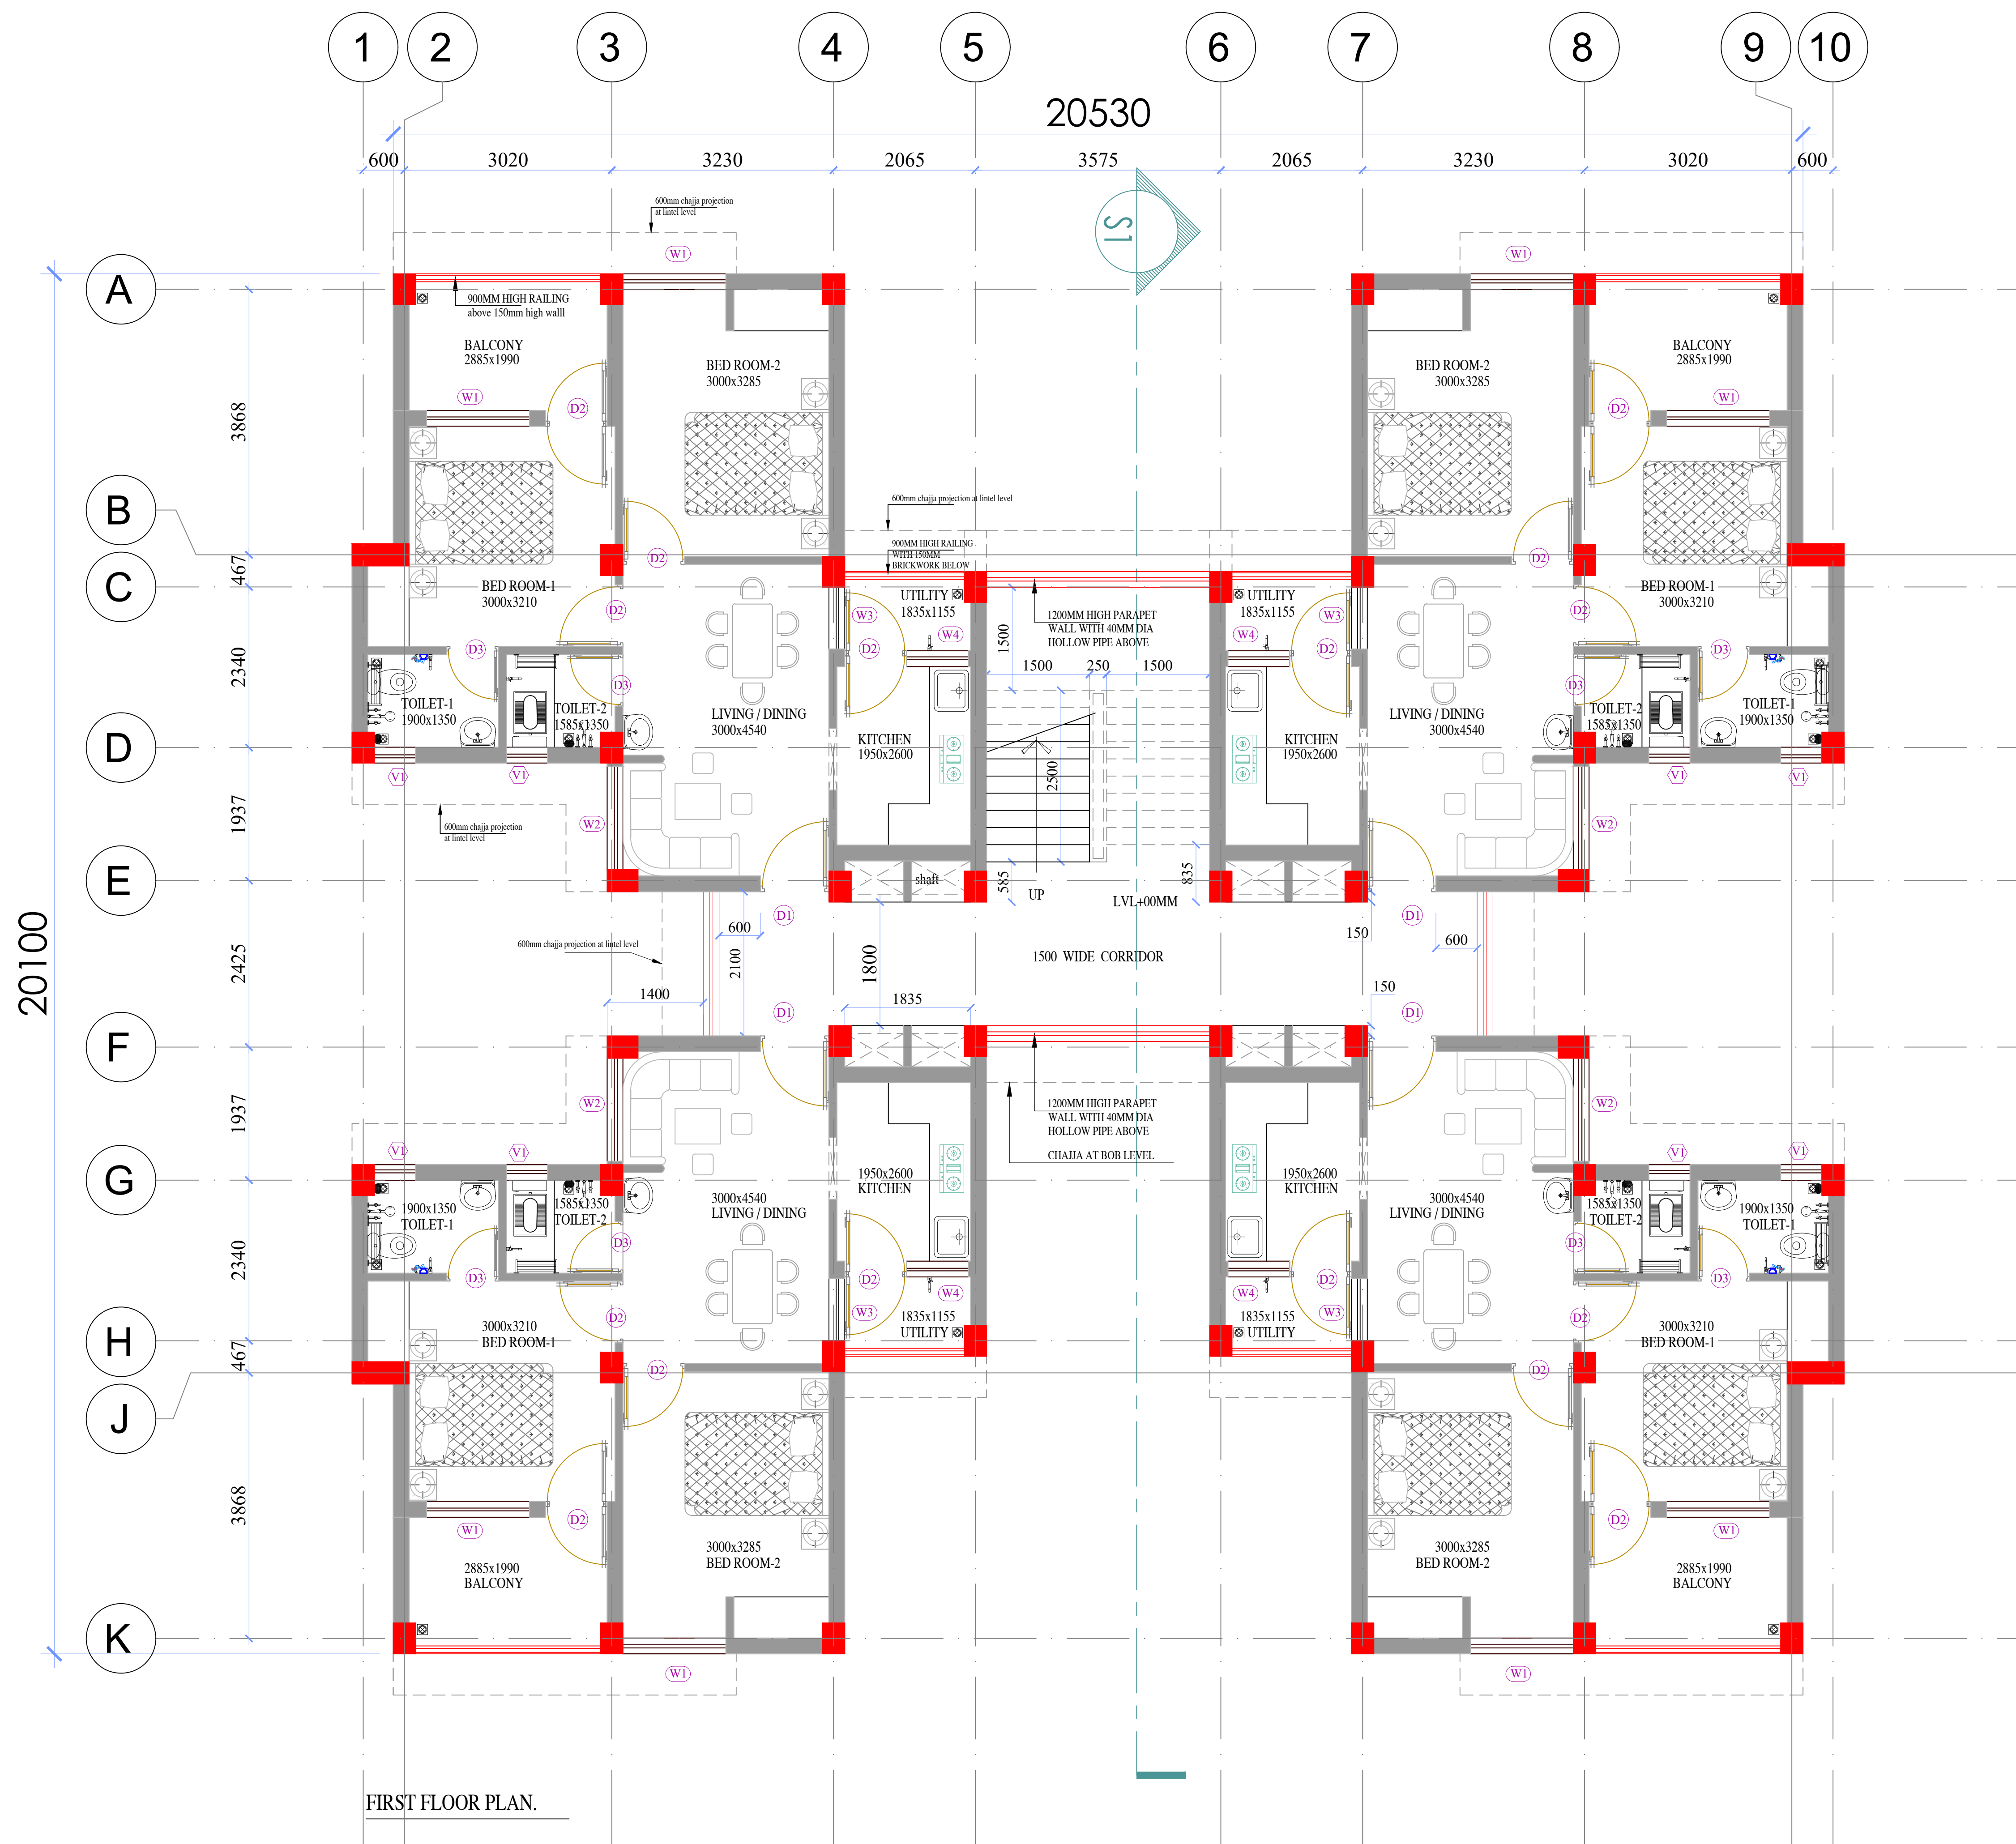 1 2 3 4 5 6 7 8 9 10
20530
600 3020 3230 2065 3575 2065 3230 3020 600
600mm chajja projection
at lintel level
S1
W1 W1
A
900MM HIGH RAILING
above 150mm high walll
BALCONY
2885x1990
BED ROOM-2
3000x3285
BED ROOM-2
3000x3285
BALCONY
2885x1990
W1 D2 D2 W1
3868
B
600mm chajja projection at lintel level
900MM HIGH RAILING
WITH 150MM
BRICKWORK BELOW
D2 D2
467
C
BED ROOM-1
3000x3210
D2
UTILITY
1835x1155
W3 D2 W4
1500
1200MM HIGH PARAPET
WALL WITH 40MM DIA
HOLLOW PIPE ABOVE
UTILITY
1835x1155
W3 D2 W4
D2
BED ROOM-1
3000x3210
1500 250 1500
2340
D3 D3 D3 D3
TOILET-1
1900x1350
TOILET-2
1585x1350
LIVING / DINING
3000x4540
KITCHEN
1950x2600
KITCHEN
1950x2600
LIVING / DINING
3000x4540
TOILET-2
1585x1350
TOILET-1
1900x1350
D
V1 V1 V1 V1
2500
1937
600mm chajja projection
at lintel level
W2 W2
E
shaft
585
835
UP
LVL+00MM
D1 D1
600 150 600
20100
2425
600mm chajja projection at lintel level
2100
1800
1500 WIDE CORRIDOR
1400 1835 150
D1 D1
F
1937
W2 W2
1200MM HIGH PARAPET
WALL WITH 40MM DIA
HOLLOW PIPE ABOVE
CHAJJA AT BOB LEVEL
V1 V1 V1 V1
G
1900x1350
TOILET-1
1585x1350
TOILET-2
3000x4540
LIVING / DINING
1950x2600
KITCHEN
1950x2600
KITCHEN
3000x4540
LIVING / DINING
1585x1350
TOILET-2
1900x1350
TOILET-1
2340
D3 D3 D3 D3
D2 W4 W4 D2
W3 W3
D2 D2
H
3000x3210
BED ROOM-1
1835x1155
UTILITY
1835x1155
UTILITY
3000x3210
BED ROOM-1
467
D2 D2
J
3868
D2 D2
W1 W1
2885x1990
BALCONY
3000x3285
BED ROOM-2
3000x3285
BED ROOM-2
2885x1990
BALCONY
K
W1 W1
FIRST FLOOR PLAN.